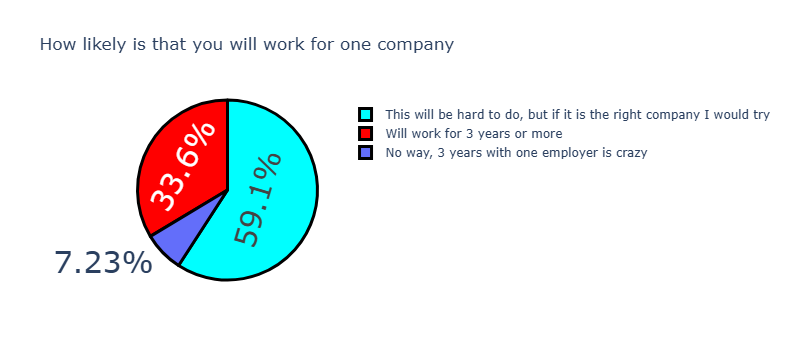 How likely is that you will work for one company
This will be hard to do, but if it is the right company I would try
Will work for 3 years or more
No way, 3 years with one employer is crazy
33.6%
59.1%
7.23%